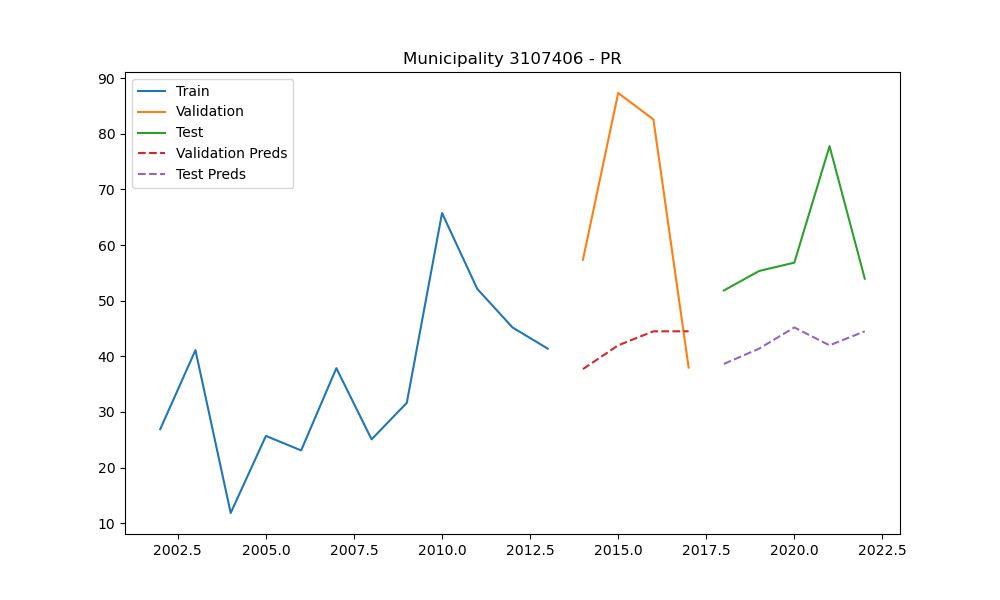 Municipality 3107406 - PR
Train
Validation
Test
Validation Preds
Test Preds
90
80
70
60
50
40
30
20
10
2002.5 2005.0 2007.5 2010.0 2012.5 2015.0 2017.5 2020.0 2022.5